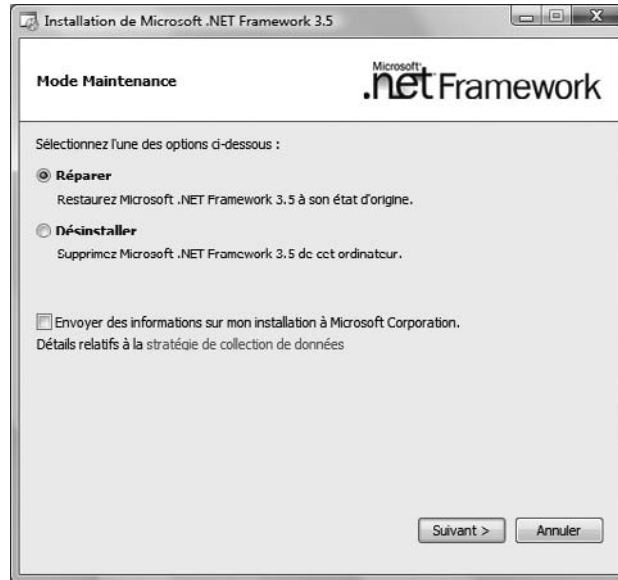 Installation de Microsoft .NET Framework 3.5
Mode Maintenance
Microsoft
.net Framework
Sélectionnez l'une des options ci-dessous :
Réparer
Restaurez Microsoft .NET Framework 3.5 à son état d'origine.
Désinstaller
Supprimez Microsoft .NET Framework 3.5 de cet ordinateur.
Envoyer des informations sur mon installation à Microsoft Corporation.
Détails relatifs à la stratégie de collection de données
Suivant >
Annuler